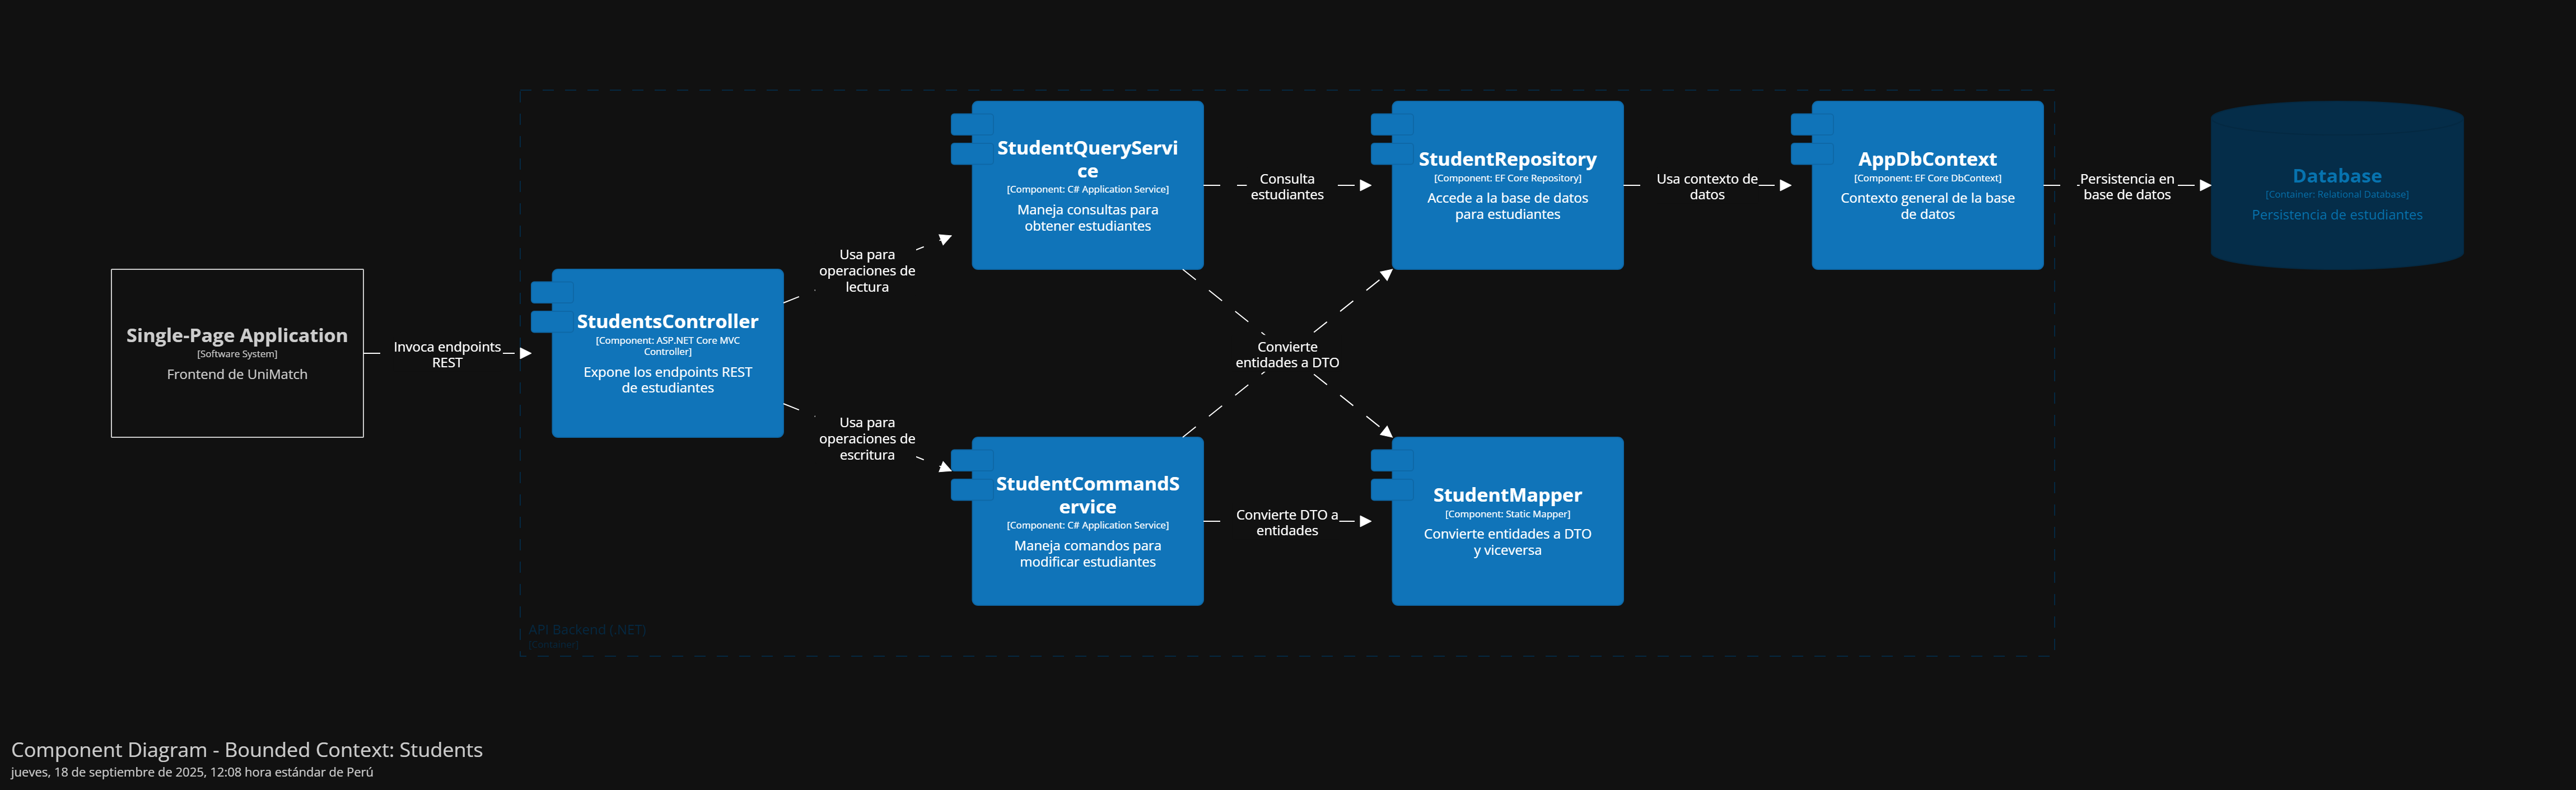 Single-Page Application
[Software System]
Frontend de UniMatch
Invoca endpoints
REST
StudentsController
[Component: ASP.NET Core MVC
Controller]
Expone los endpoints REST
de estudiantes
Usa para
operaciones de
lectura
Usa para
operaciones de
escritura
StudentQueryServi
ce
[Component: C# Application Service]
Maneja consultas para
obtener estudiantes
StudentCommandS
ervice
[Component: C# Application Service]
Maneja comandos para
modificar estudiantes
Consulta
estudiantes
Convierte
entidades a DTO
Convierte DTO a
entidades
StudentRepository
[Component: EF Core Repository]
Accede a la base de datos
para estudiantes
StudentMapper
[Component: Static Mapper]
Convierte entidades a DTO
y viceversa
Usa contexto de
datos
AppDbContext
[Component: EF Core DbContext]
Contexto general de la base
de datos
Persistencia en
base de datos
Database
[Container: Relational Database]
Persistencia de estudiantes
API Backend (.NET)
[Container]
Component Diagram - Bounded Context: Students
jueves, 18 de septiembre de 2025, 12:08 hora estándar de Perú